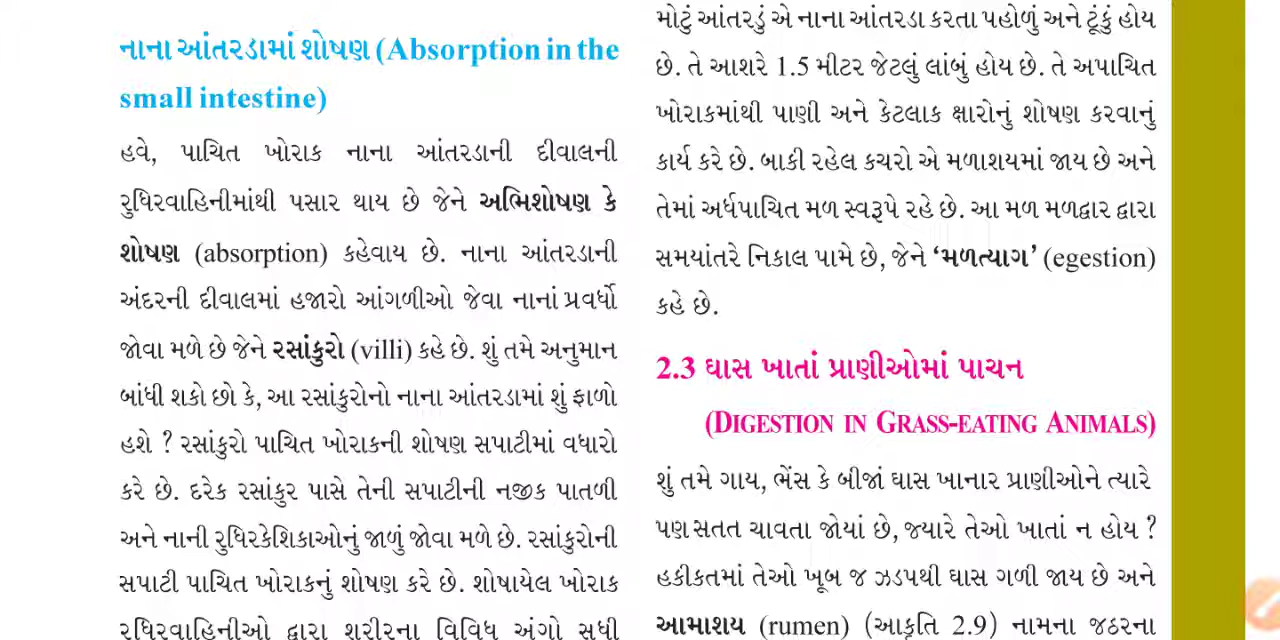 નાના આંતરડામાં શોષણ (Absorption in the
small intestine)
હવે, પાચિત ખોરાક નાના આંતરડાની દીવાલની
રુધિરવાહિનીમાંથી પસાર થાય છે જેને અભિશોષણ કે
શોષણ (absorption) કહેવાય છે. નાના આંતરડાની
અંદરની દીવાલમાં હજારો આંગળીઓ જેવા નાનાં પ્રવર્ધો
જોવા મળે છે જેને રસાંકુરો (villi) કહે છે. શું તમે અનુમાન
બાંધી શકો છો કે, આ રસાંકુરોનો નાના આંતરડામાં શું ફાળો
હશે ? રસાંકુરો પાચિત ખોરાકની શોષણ સપાટીમાં વધારો
કરે છે. દરેક રસાંકુર પાસે તેની સપાટીની નજીક પાતળી
અને નાની રુધિરકેશિકાઓનું જાળું જોવા મળે છે. રસાંકુરોની
સપાટી પાચિત ખોરાકનું શોષણ કરે છે. શોષાયેલ ખોરાક
રુધિરવાહિનીઓ દ્વારા શરીરના વિવિધ અંગો સુધી
મોટું આંતરડું એ નાના આંતરડા કરતા પહોળું અને ટૂંકું હોય
છે. તે આશરે 1.5 મીટર જેટલું લાંબું હોય છે. તે અપાચિત
ખોરાકમાંથી પાણી અને કેટલાક ક્ષારોનું શોષણ કરવાનું
કાર્ય કરે છે. બાકી રહેલ કચરો એ મળાશયમાં જાય છે અને
તેમાં અર્ધપાચિત મળ સ્વરૂપે રહે છે. આ મળ મળદ્વાર દ્વારા
સમયાંતરે નિકાલ પામે છે, જેને ‘મળત્યાગ’ (egestion)
કહે છે.
2.3 ઘાસ ખાતાં પ્રાણીઓમાં પાચન
(DIGESTION IN GRASS-EATING ANIMALS)
શું તમે ગાય, ભેંસ કે બીજાં ઘાસ ખાનાર પ્રાણીઓને ત્યારે
પણ સતત ચાવતા જોયાં છે, જ્યારે તેઓ ખાતાં ન હોય ?
હકીકતમાં તેઓ ખૂબ જ ઝડપથી ઘાસ ગળી જાય છે અને
આમાશય (rumen) (આકૃતિ 2.9) નામના જઠરના